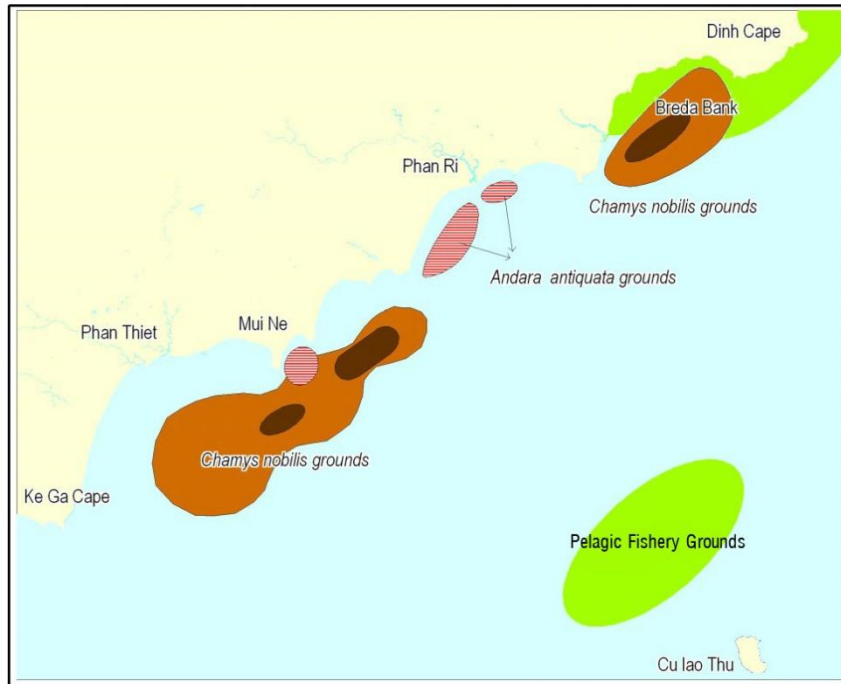 Dinh Cape
Breda Bank
Phan Ri
Chamys nobilis grounds
Andara antiquata grounds
Mui Ne
Phan Thiet
Chamys nobilis grounds
Ke Ga Cape
Pelagic Fishery Grounds
Cu lao Thu